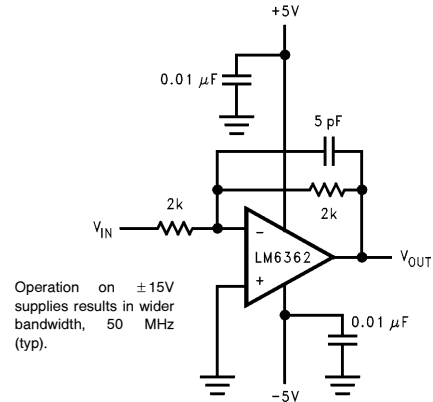 +5V
0.01 µF
5 pF
2k
2k
V_IN
−
LM6362
+
V_OUT
Operation on ±15V
supplies results in wider
bandwidth, 50 MHz
(typ).
0.01 µF
−5V